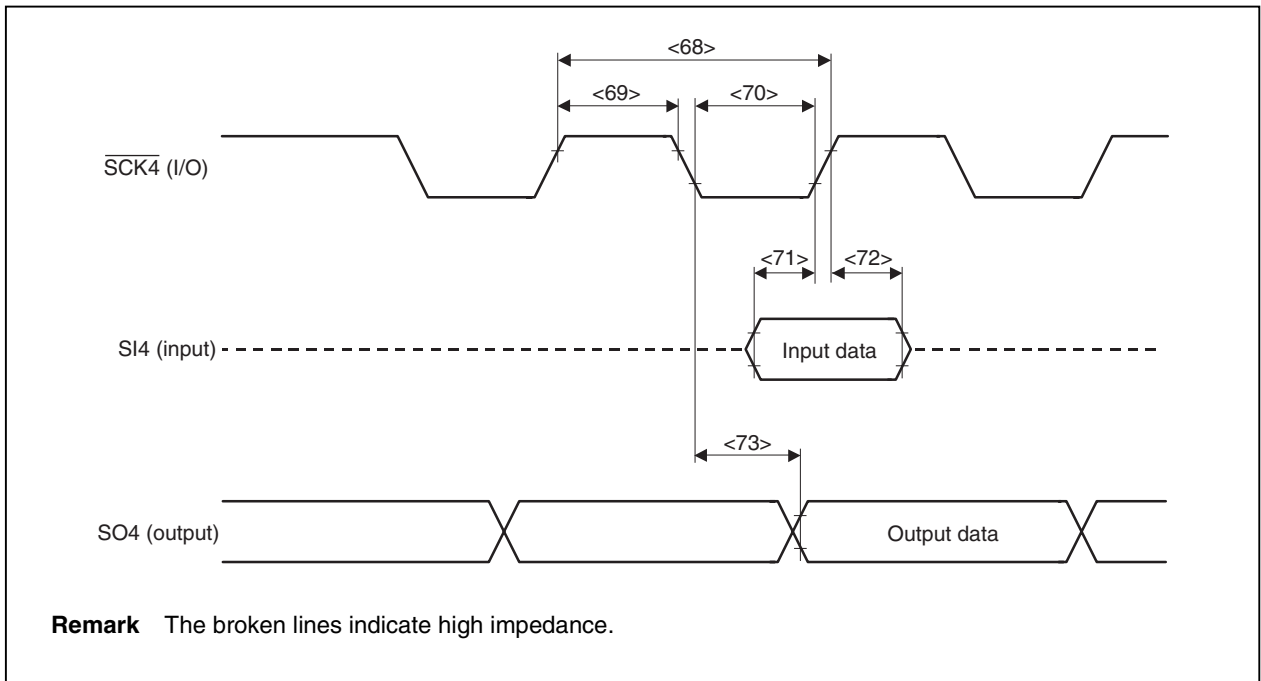 <68>
<69>
<70>
SCK4 (I/O)
<71>
<72>
SI4 (input)
Input data
<73>
SO4 (output)
Output data
Remark The broken lines indicate high impedance.